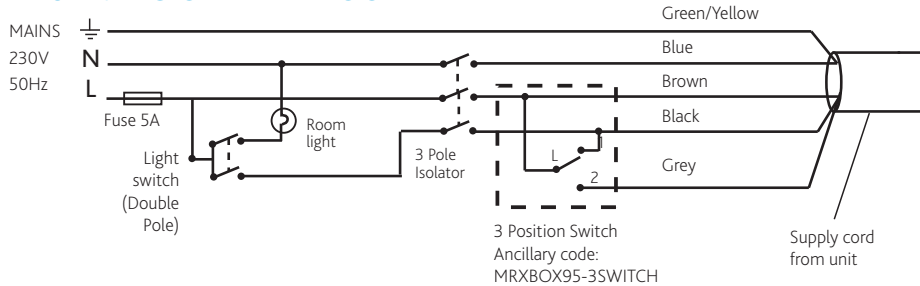 Green/Yellow
MAINS
230V
50Hz
N
L
Blue
Brown
Black
Grey
Fuse 5A
Room
light
Light
switch
(Double
Pole)
3 Pole
Isolator
L
1
2
3 Position Switch
Ancillary code:
MRXBOX95-3SWITCH
Supply cord
from unit